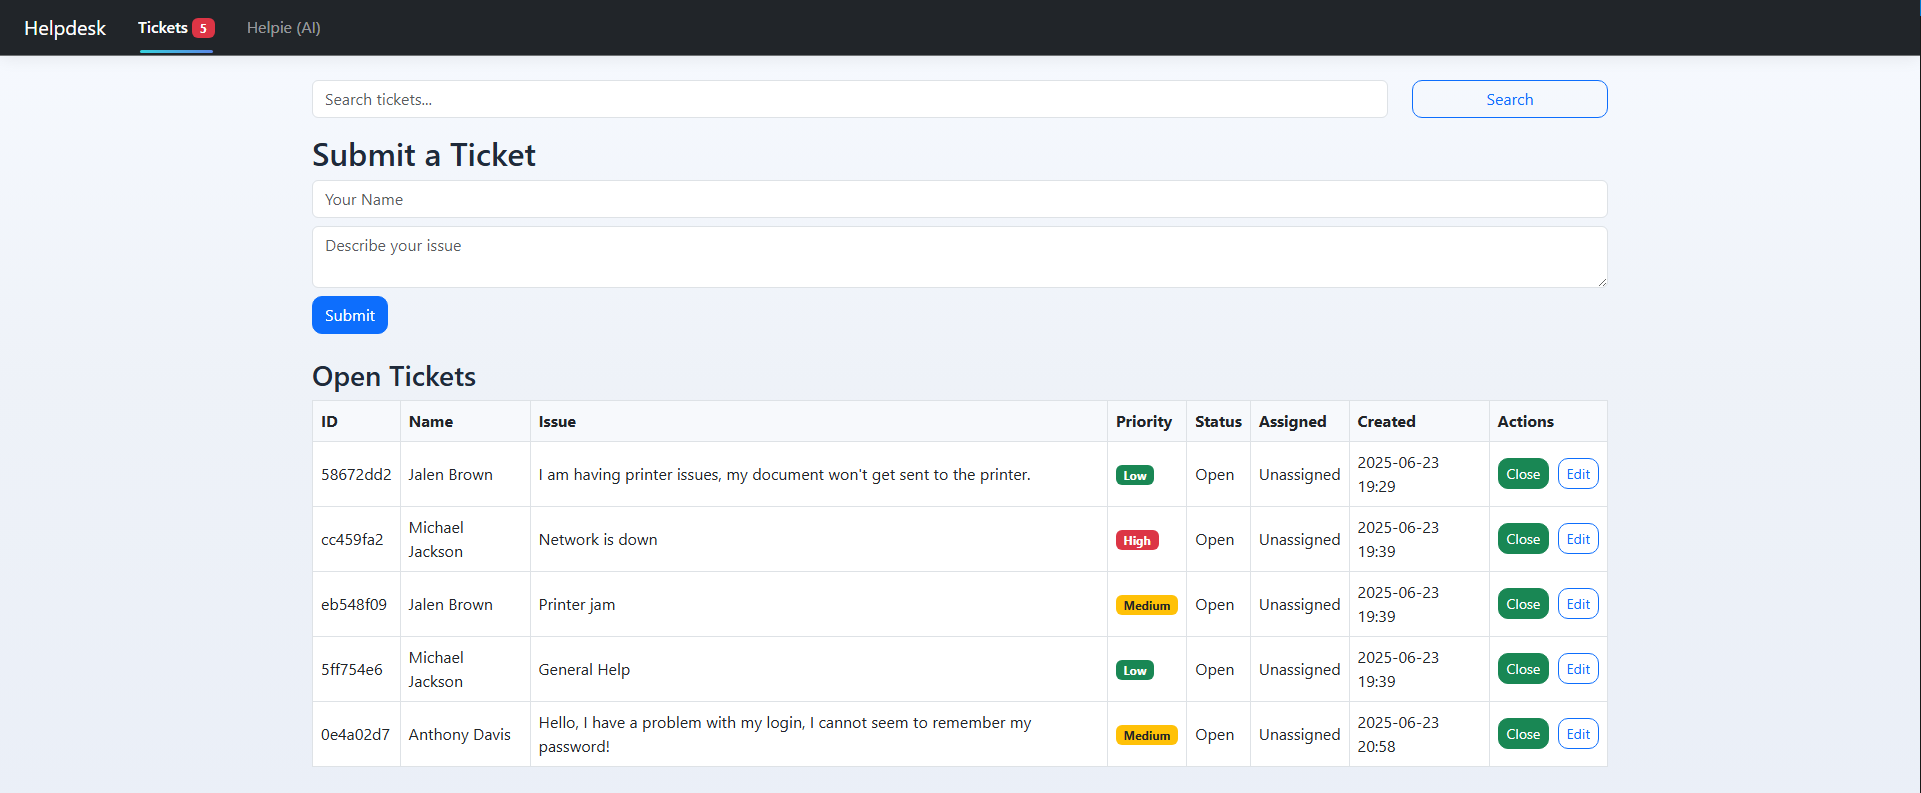 Helpdesk Tickets 5 Helpie (AI)
Search tickets... Search
Submit a Ticket
Your Name
Describe your issue
Submit
Open Tickets
ID Name Issue Priority Status Assigned Created Actions
58672dd2 Jalen Brown I am having printer issues, my document won't get sent to the printer. Low Open Unassigned 2025-06-23 19:29 Close Edit
cc459fa2 Michael Jackson Network is down High Open Unassigned 2025-06-23 19:39 Close Edit
eb548f09 Jalen Brown Printer jam Medium Open Unassigned 2025-06-23 19:39 Close Edit
5ff754e6 Michael Jackson General Help Low Open Unassigned 2025-06-23 19:39 Close Edit
0e4a02d7 Anthony Davis Hello, I have a problem with my login, I cannot seem to remember my password! Medium Open Unassigned 2025-06-23 20:58 Close Edit